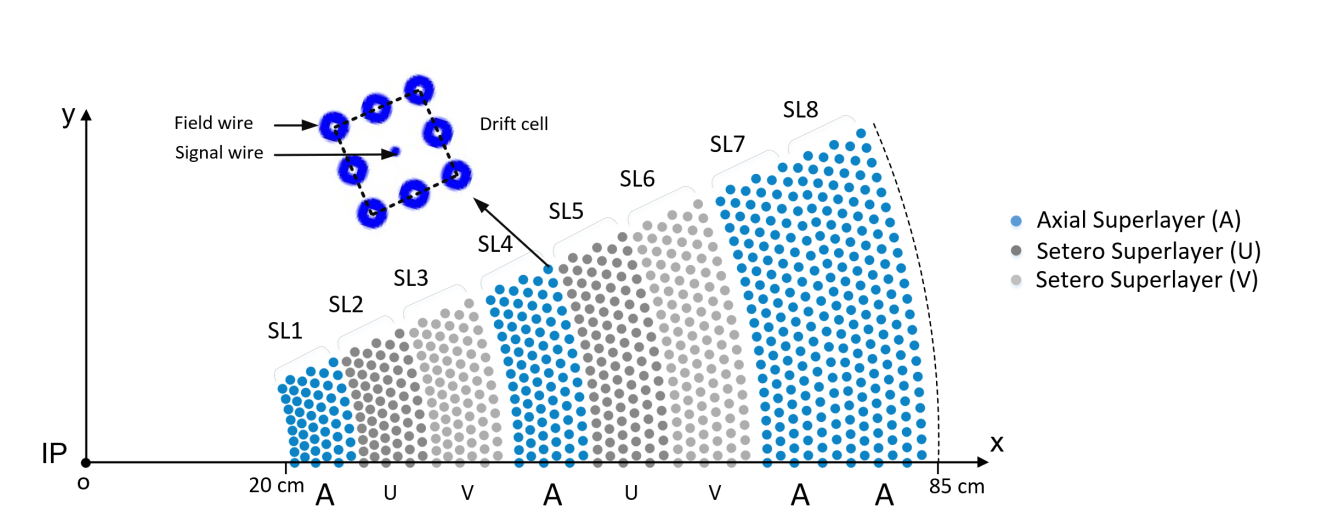 SL8
y
Field wire
Drift cell
SL7
Signal wire
SL6
SL5
Axial Superlayer (A)
SL4
Setero Superlayer (U)
SL3
Setero Superlayer (V)
SL2
SL1
IP
x
o
20 cm
A U V A U V A A
85 cm